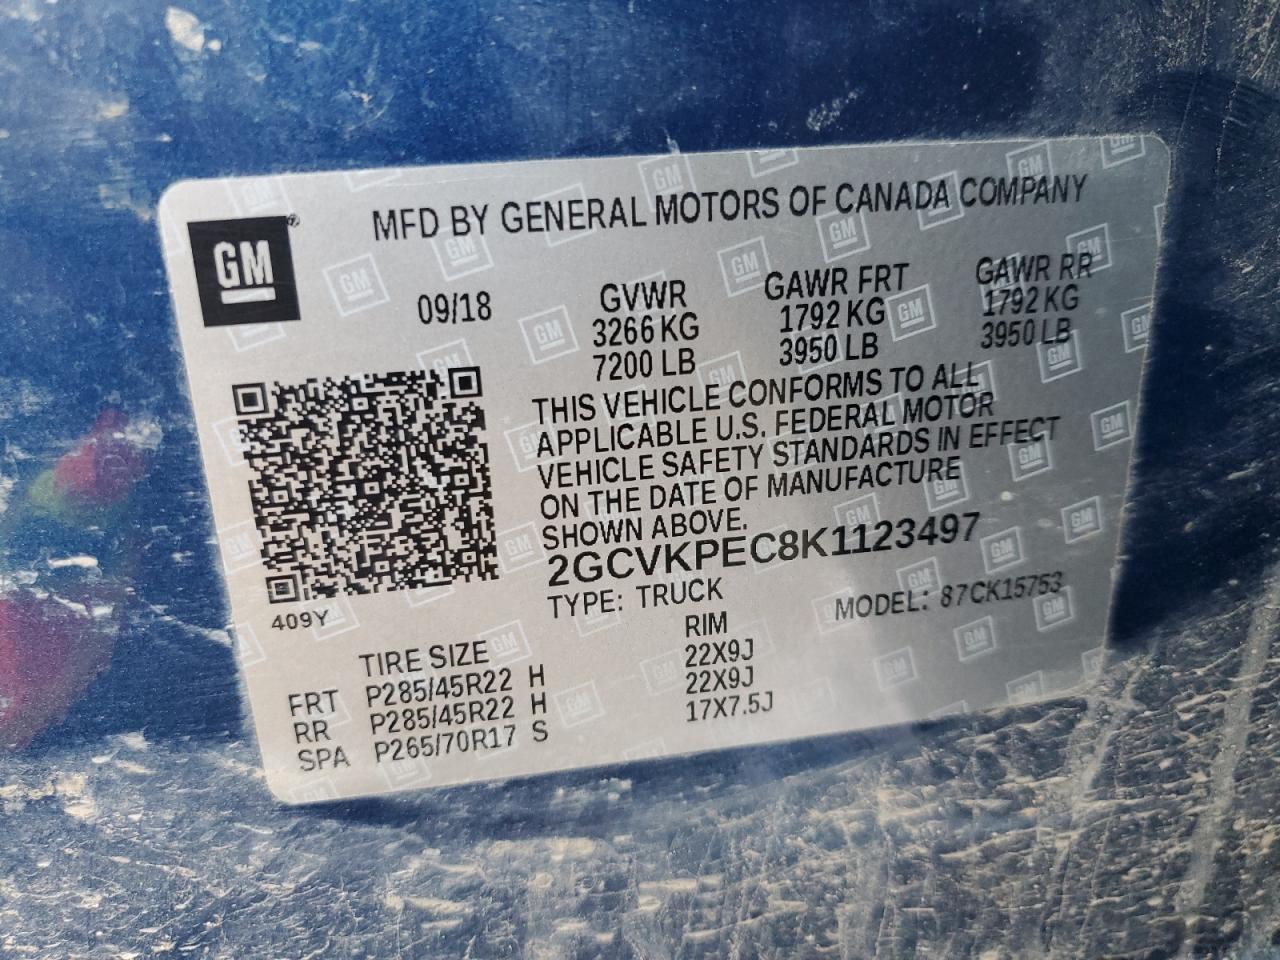 GM
MFD BY GENERAL MOTORS OF CANADA COMPANY
09/18
GVWR
3266 KG
7200 LB
GAWR FRT
1792 KG
3950 LB
GAWR RR
1792 KG
3950 LB
THIS VEHICLE CONFORMS TO ALL
APPLICABLE U.S. FEDERAL MOTOR
VEHICLE SAFETY STANDARDS IN EFFECT
ON THE DATE OF MANUFACTURE
SHOWN ABOVE.
2GCVKPEC8K1123497
TYPE: TRUCK
MODEL: 87CK15753
409Y
TIRE SIZE RIM
FRT P285/45R22 H 22X9J
RR P285/45R22 H 22X9J
SPA P265/70R17 S 17X7.5J